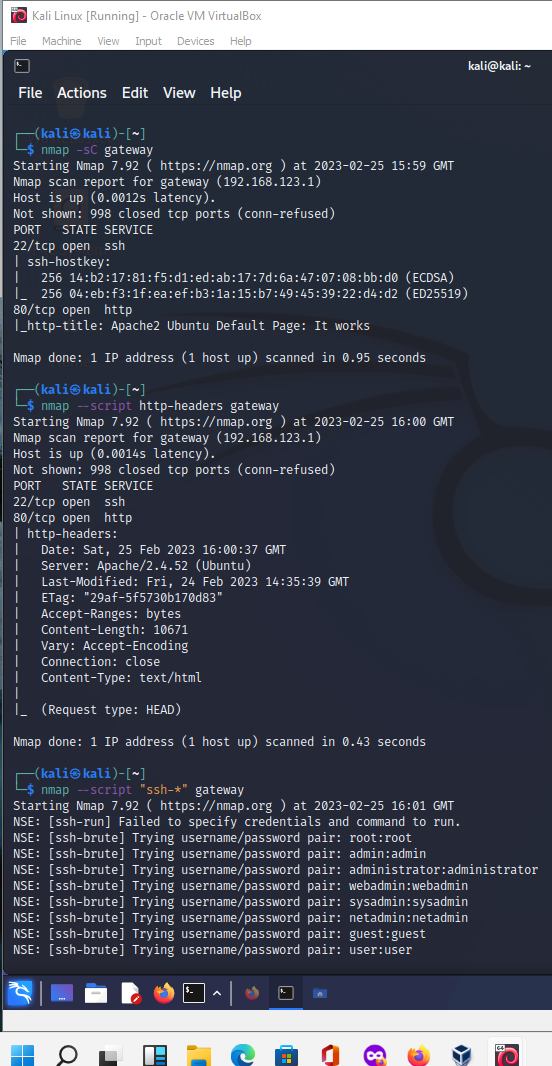 Kali Linux [Running] - Oracle VM VirtualBox
File Machine View Input Devices Help
kali@kali: ~
File Actions Edit View Help
┌──(kali㉿kali)-[~]
└─$ nmap -sC gateway
Starting Nmap 7.92 ( https://nmap.org ) at 2023-02-25 15:59 GMT
Nmap scan report for gateway (192.168.123.1)
Host is up (0.0012s latency).
Not shown: 998 closed tcp ports (conn-refused)
PORT   STATE SERVICE
22/tcp open  ssh
| ssh-hostkey:
|   256 14:b2:17:81:f5:d1:ed:ab:17:7d:6a:47:07:08:bb:d0 (ECDSA)
|_  256 04:eb:f3:1f:ea:ef:b3:1a:15:b7:49:45:39:22:d4:d2 (ED25519)
80/tcp open  http
|_http-title: Apache2 Ubuntu Default Page: It works
Nmap done: 1 IP address (1 host up) scanned in 0.95 seconds
┌──(kali㉿kali)-[~]
└─$ nmap --script http-headers gateway
Starting Nmap 7.92 ( https://nmap.org ) at 2023-02-25 16:00 GMT
Nmap scan report for gateway (192.168.123.1)
Host is up (0.0014s latency).
Not shown: 998 closed tcp ports (conn-refused)
PORT   STATE SERVICE
22/tcp open  ssh
80/tcp open  http
| http-headers:
|   Date: Sat, 25 Feb 2023 16:00:37 GMT
|   Server: Apache/2.4.52 (Ubuntu)
|   Last-Modified: Fri, 24 Feb 2023 14:35:39 GMT
|   ETag: "29af-5f5730b170d83"
|   Accept-Ranges: bytes
|   Content-Length: 10671
|   Vary: Accept-Encoding
|   Connection: close
|   Content-Type: text/html
|
|_  (Request type: HEAD)
Nmap done: 1 IP address (1 host up) scanned in 0.43 seconds
┌──(kali㉿kali)-[~]
└─$ nmap --script "ssh-*" gateway
Starting Nmap 7.92 ( https://nmap.org ) at 2023-02-25 16:01 GMT
NSE: [ssh-run] Failed to specify credentials and command to run.
NSE: [ssh-brute] Trying username/password pair: root:root
NSE: [ssh-brute] Trying username/password pair: admin:admin
NSE: [ssh-brute] Trying username/password pair: administrator:administrator
NSE: [ssh-brute] Trying username/password pair: webadmin:webadmin
NSE: [ssh-brute] Trying username/password pair: sysadmin:sysadmin
NSE: [ssh-brute] Trying username/password pair: netadmin:netadmin
NSE: [ssh-brute] Trying username/password pair: guest:guest
NSE: [ssh-brute] Trying username/password pair: user:user